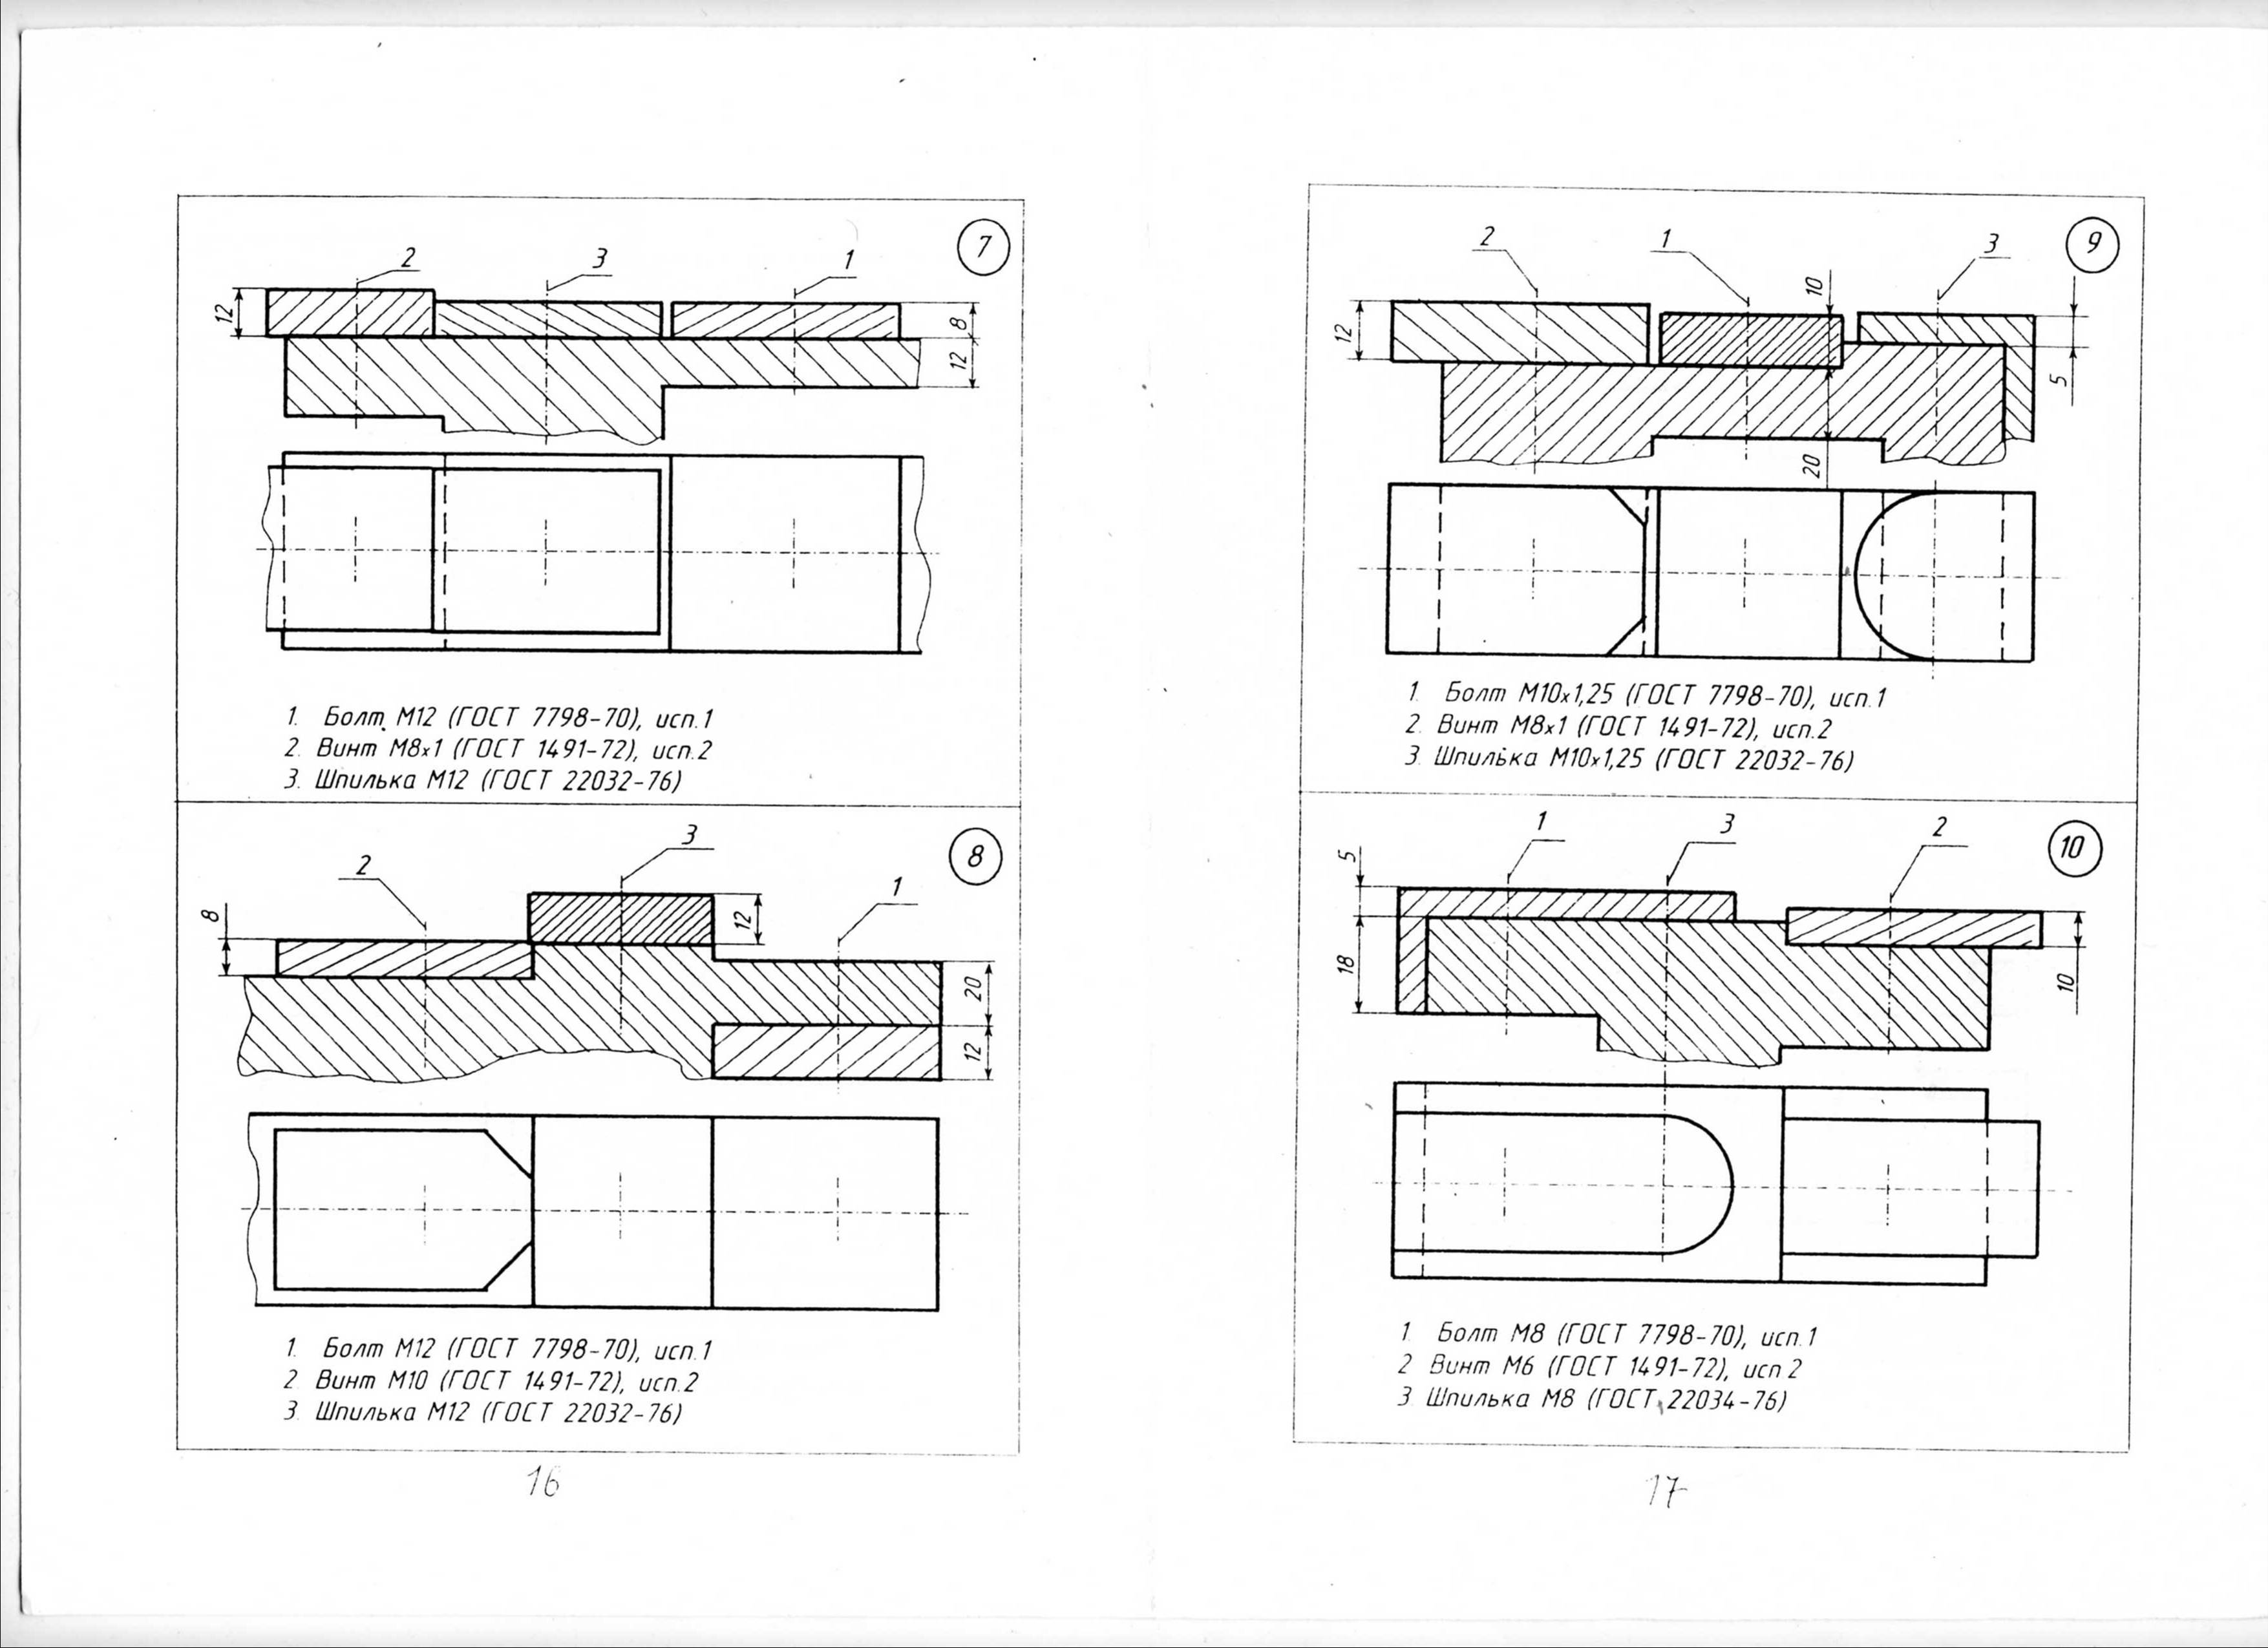 7
2
3
1
12
8
12
1. Болт М12 (ГОСТ 7798-70), исп.1
2. Винт М8х1 (ГОСТ 1491-72), исп.2
3. Шпилька М12 (ГОСТ 22032-76)
8
3
2
1
8
12
20
12
1. Болт М12 (ГОСТ 7798-70), исп.1
2. Винт М10 (ГОСТ 1491-72), исп.2
3. Шпилька М12 (ГОСТ 22032-76)
16
9
2
1
3
10
12
5
20
1. Болт М10х1,25 (ГОСТ 7798-70), исп.1
2. Винт М8х1 (ГОСТ 1491-72), исп.2
3. Шпилька М10х1,25 (ГОСТ 22032-76)
10
1
3
2
5
18
10
1 Болт М8 (ГОСТ 7798-70), исп.1
2 Винт М6 (ГОСТ 1491-72), исп 2
3 Шпилька М8 (ГОСТ 22034-76)
17